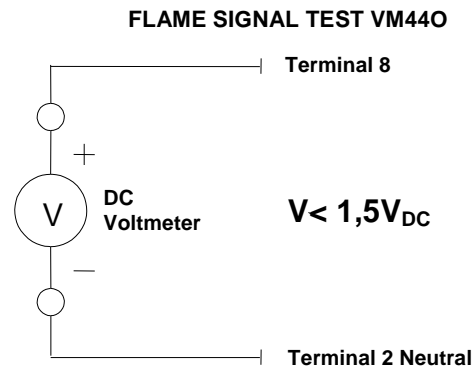 FLAME SIGNAL TEST VM44O
Terminal 8
+
DC
Voltmeter
V
V< 1,5VDC
–
Terminal 2 Neutral